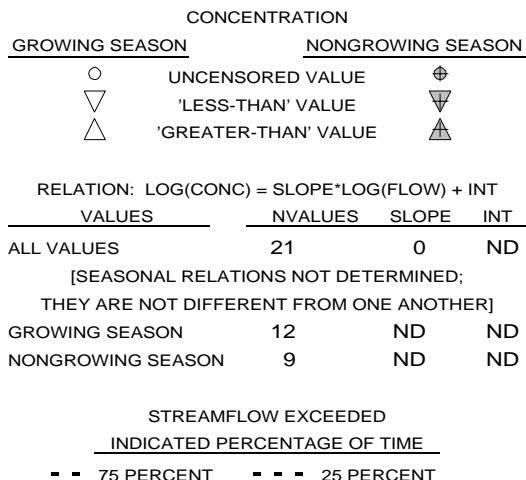 CONCENTRATION
GROWING SEASON NONGROWING SEASON
UNCENSORED VALUE
'LESS-THAN' VALUE
'GREATER-THAN' VALUE
RELATION: LOG(CONC) = SLOPE*LOG(FLOW) + INT
VALUES NVALUES SLOPE INT
ALL VALUES 21 0 ND
[SEASONAL RELATIONS NOT DETERMINED;
THEY ARE NOT DIFFERENT FROM ONE ANOTHER]
GROWING SEASON 12 ND ND
NONGROWING SEASON 9 ND ND
STREAMFLOW EXCEEDED
INDICATED PERCENTAGE OF TIME
75 PERCENT 25 PERCENT